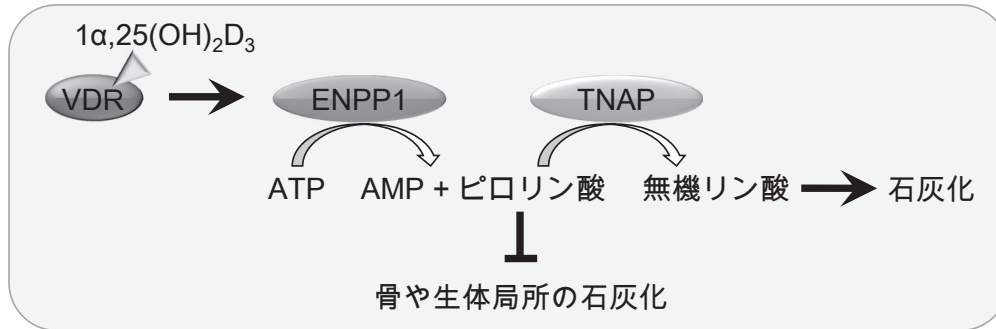 1α,25(OH)₂D₃
VDR
ENPP1
TNAP
ATP
AMP + ピロリン酸
無機リン酸
石灰化
骨や生体局所の石灰化